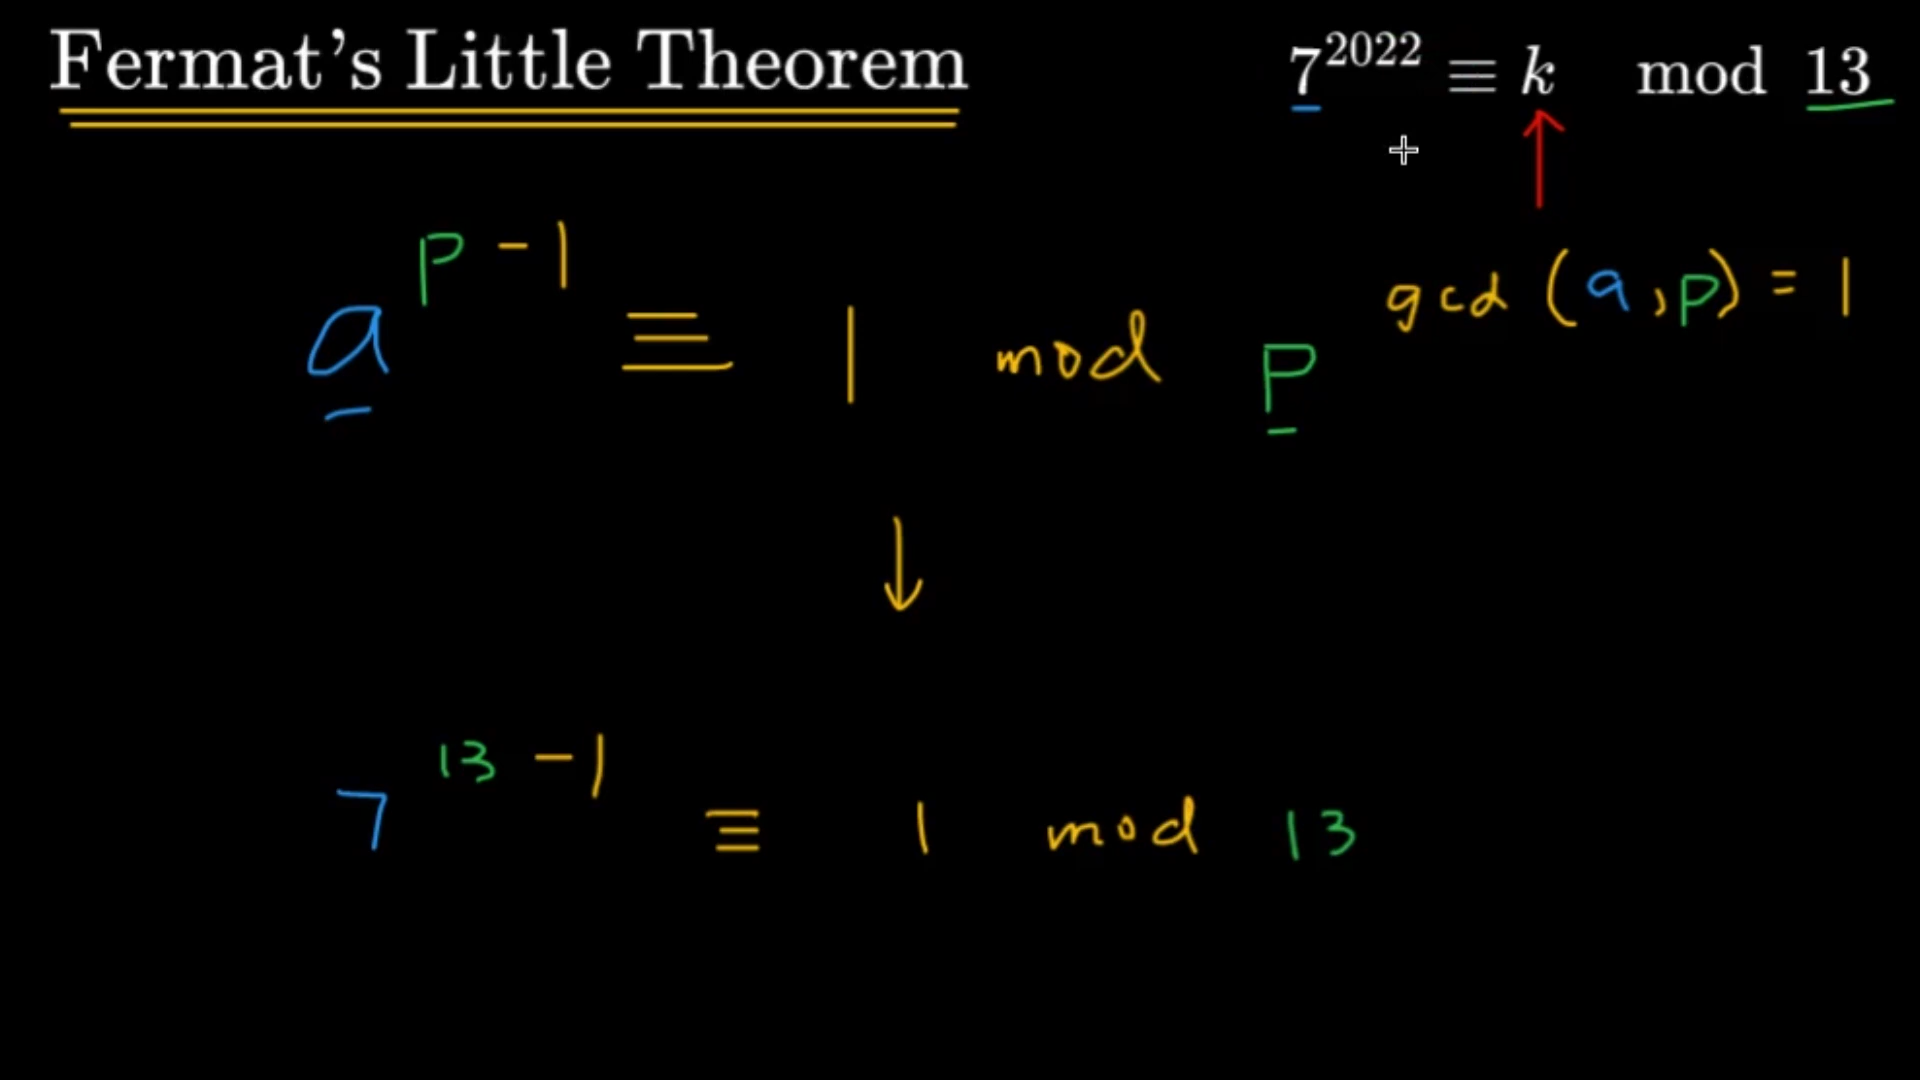 Fermat's Little Theorem
7^2022 ≡ k mod 13
a^(p-1) ≡ 1 mod p
gcd (a, p) = 1
7^(13-1) ≡ 1 mod 13